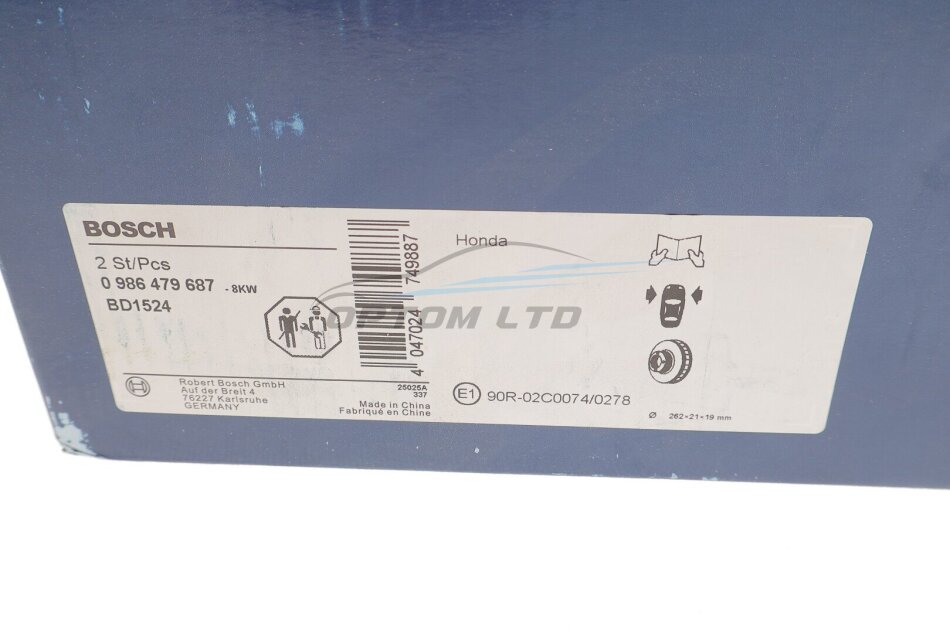 BOSCH
2 St/Pcs
0 986 479 687 - 8KW
BD1524
Robert Bosch GmbH
Auf der Breit 4
76227 Karlsruhe
GERMANY
25025A
337
Made in China
Fabriqué en Chine
4 047024 749887
Honda
E1 90R-02C0074/0278
Ø 262×21×19 mm
OPTOM LTD